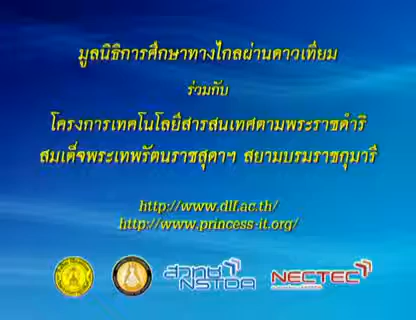 มูลนิธิการศึกษาทางไกลผ่านดาวเทียม
ร่วมกับ
โครงการเทคโนโลยีสารสนเทศตามพระราชดำริ
สมเด็จพระเทพรัตนราชสุดาฯ สยามบรมราชกุมารี
http://www.dlf.ac.th/
http://www.princess-it.org/
สวทช
NSTDA
NECTEC